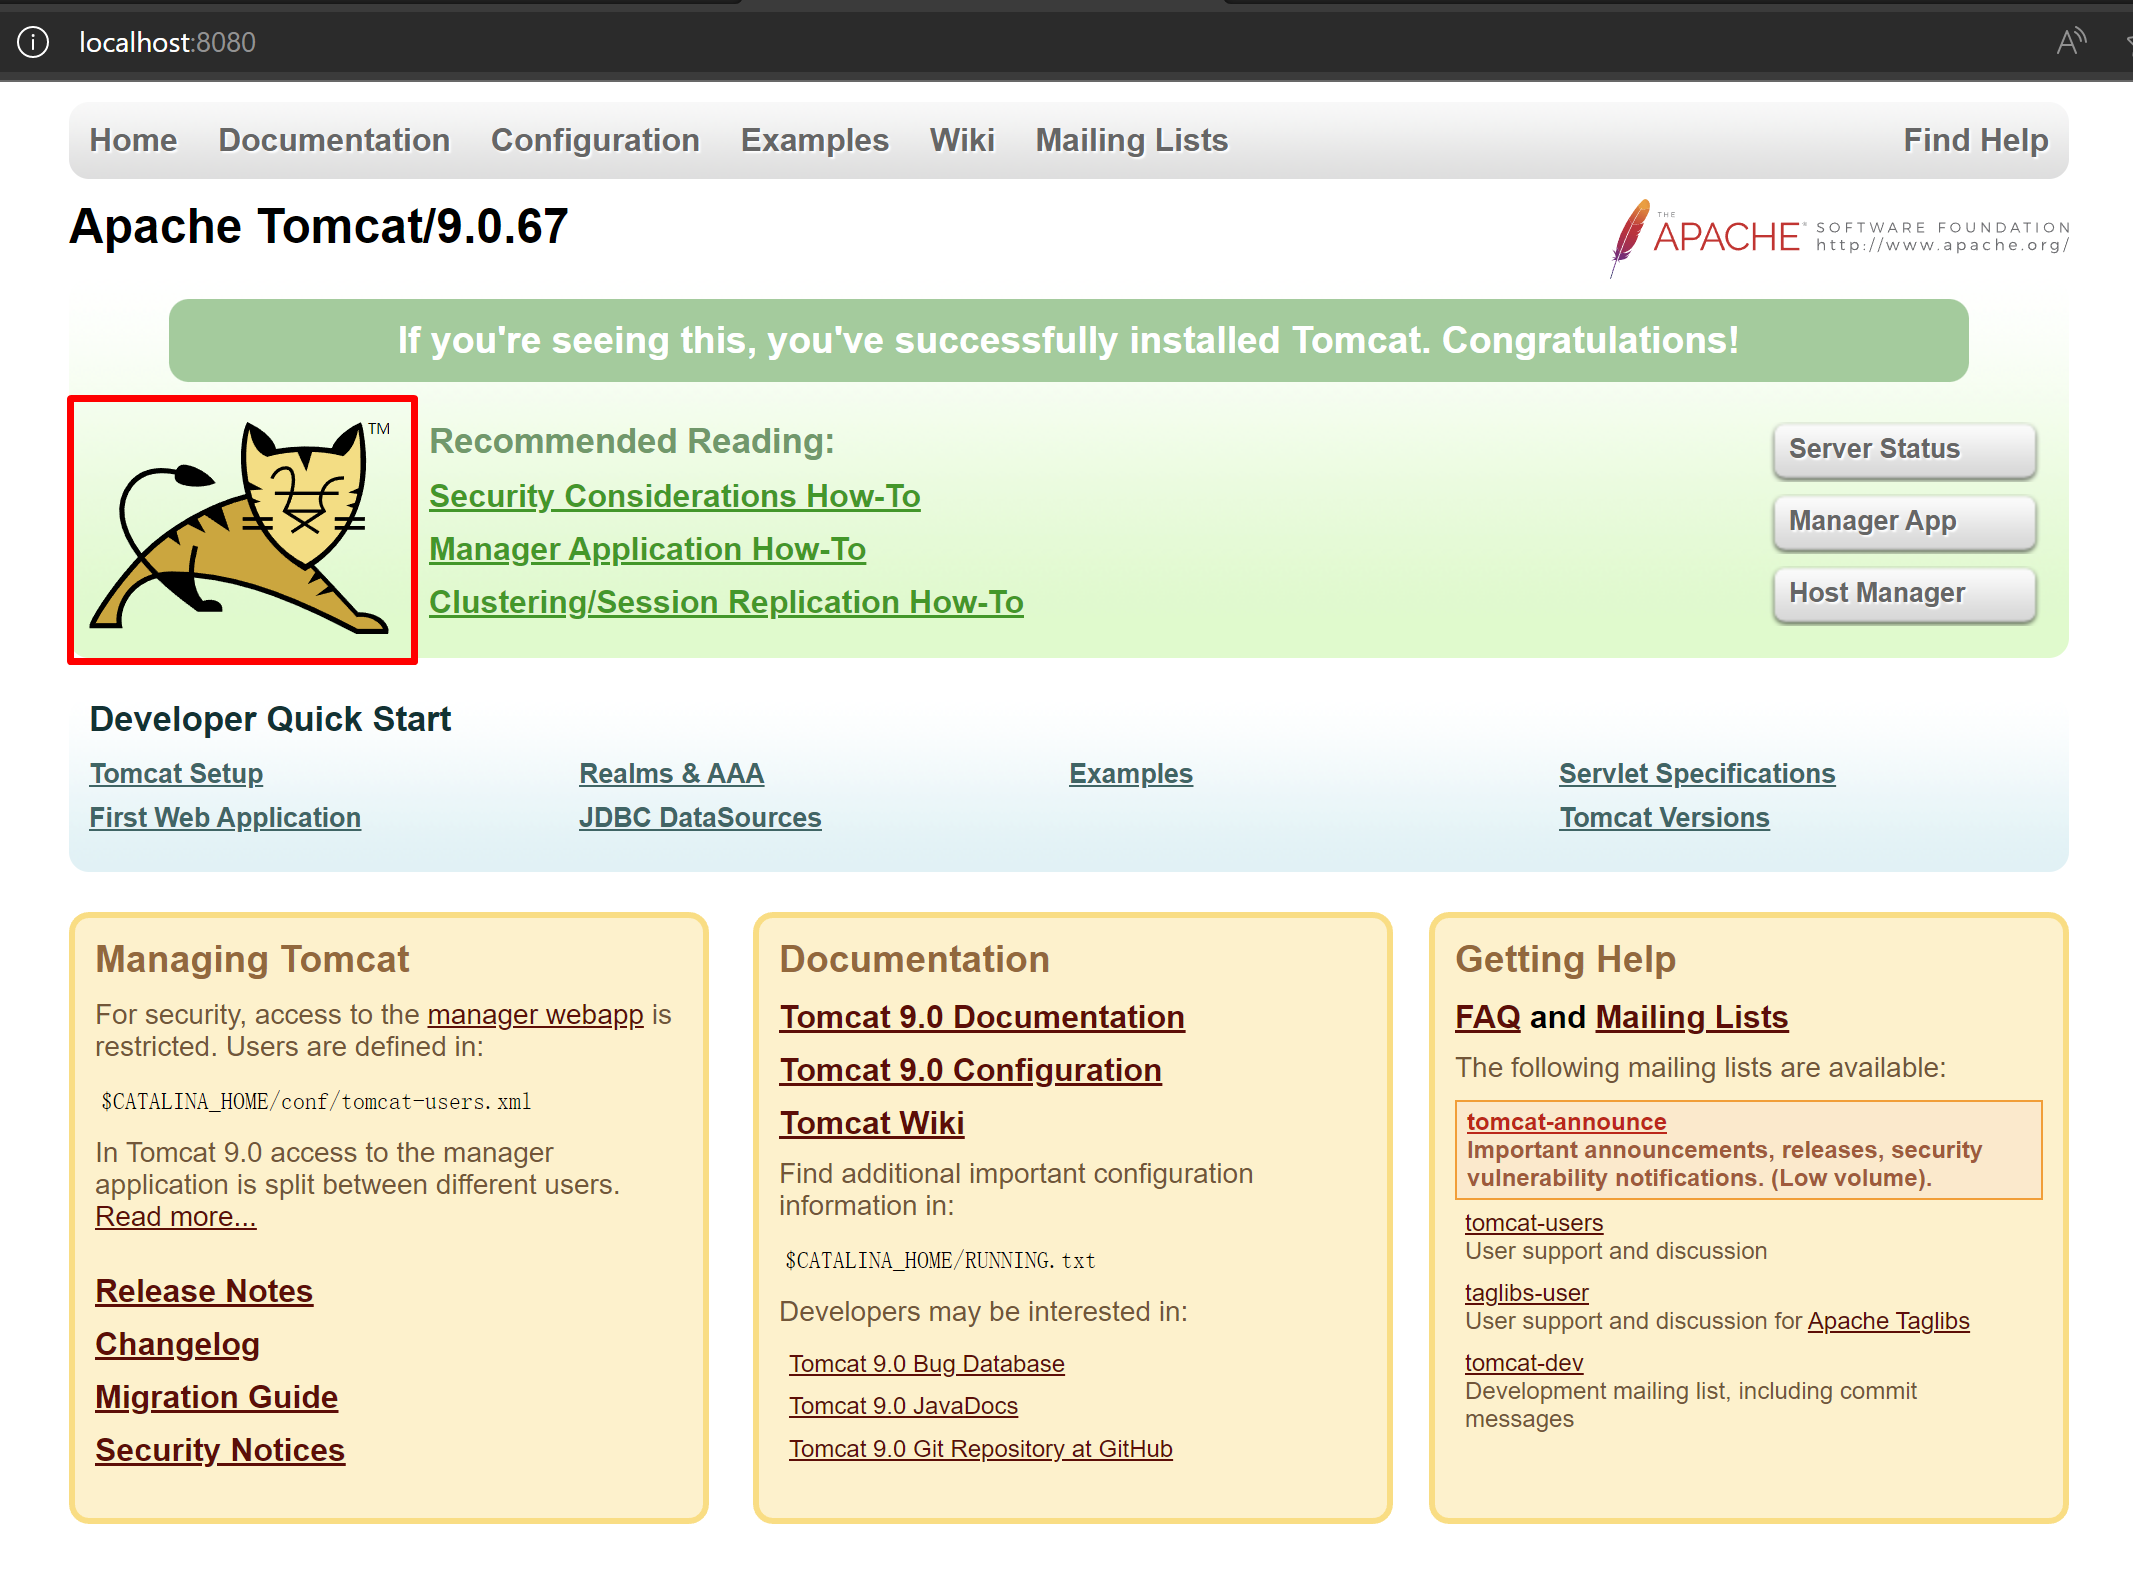 localhost:8080
Home Documentation Configuration Examples Wiki Mailing Lists Find Help
Apache Tomcat/9.0.67
THE
APACHE
SOFTWARE FOUNDATION
http://www.apache.org/
If you're seeing this, you've successfully installed Tomcat. Congratulations!
TM
Recommended Reading:
Security Considerations How-To
Manager Application How-To
Clustering/Session Replication How-To
Server Status
Manager App
Host Manager
Developer Quick Start
Tomcat Setup
First Web Application
Realms & AAA
JDBC DataSources
Examples
Servlet Specifications
Tomcat Versions
Managing Tomcat
For security, access to the manager webapp is
restricted. Users are defined in:
$CATALINA_HOME/conf/tomcat-users.xml
In Tomcat 9.0 access to the manager
application is split between different users.
Read more...
Release Notes
Changelog
Migration Guide
Security Notices
Documentation
Tomcat 9.0 Documentation
Tomcat 9.0 Configuration
Tomcat Wiki
Find additional important configuration
information in:
$CATALINA_HOME/RUNNING.txt
Developers may be interested in:
Tomcat 9.0 Bug Database
Tomcat 9.0 JavaDocs
Tomcat 9.0 Git Repository at GitHub
Getting Help
FAQ and Mailing Lists
The following mailing lists are available:
tomcat-announce
Important announcements, releases, security
vulnerability notifications. (Low volume).
tomcat-users
User support and discussion
taglibs-user
User support and discussion for Apache Taglibs
tomcat-dev
Development mailing list, including commit
messages